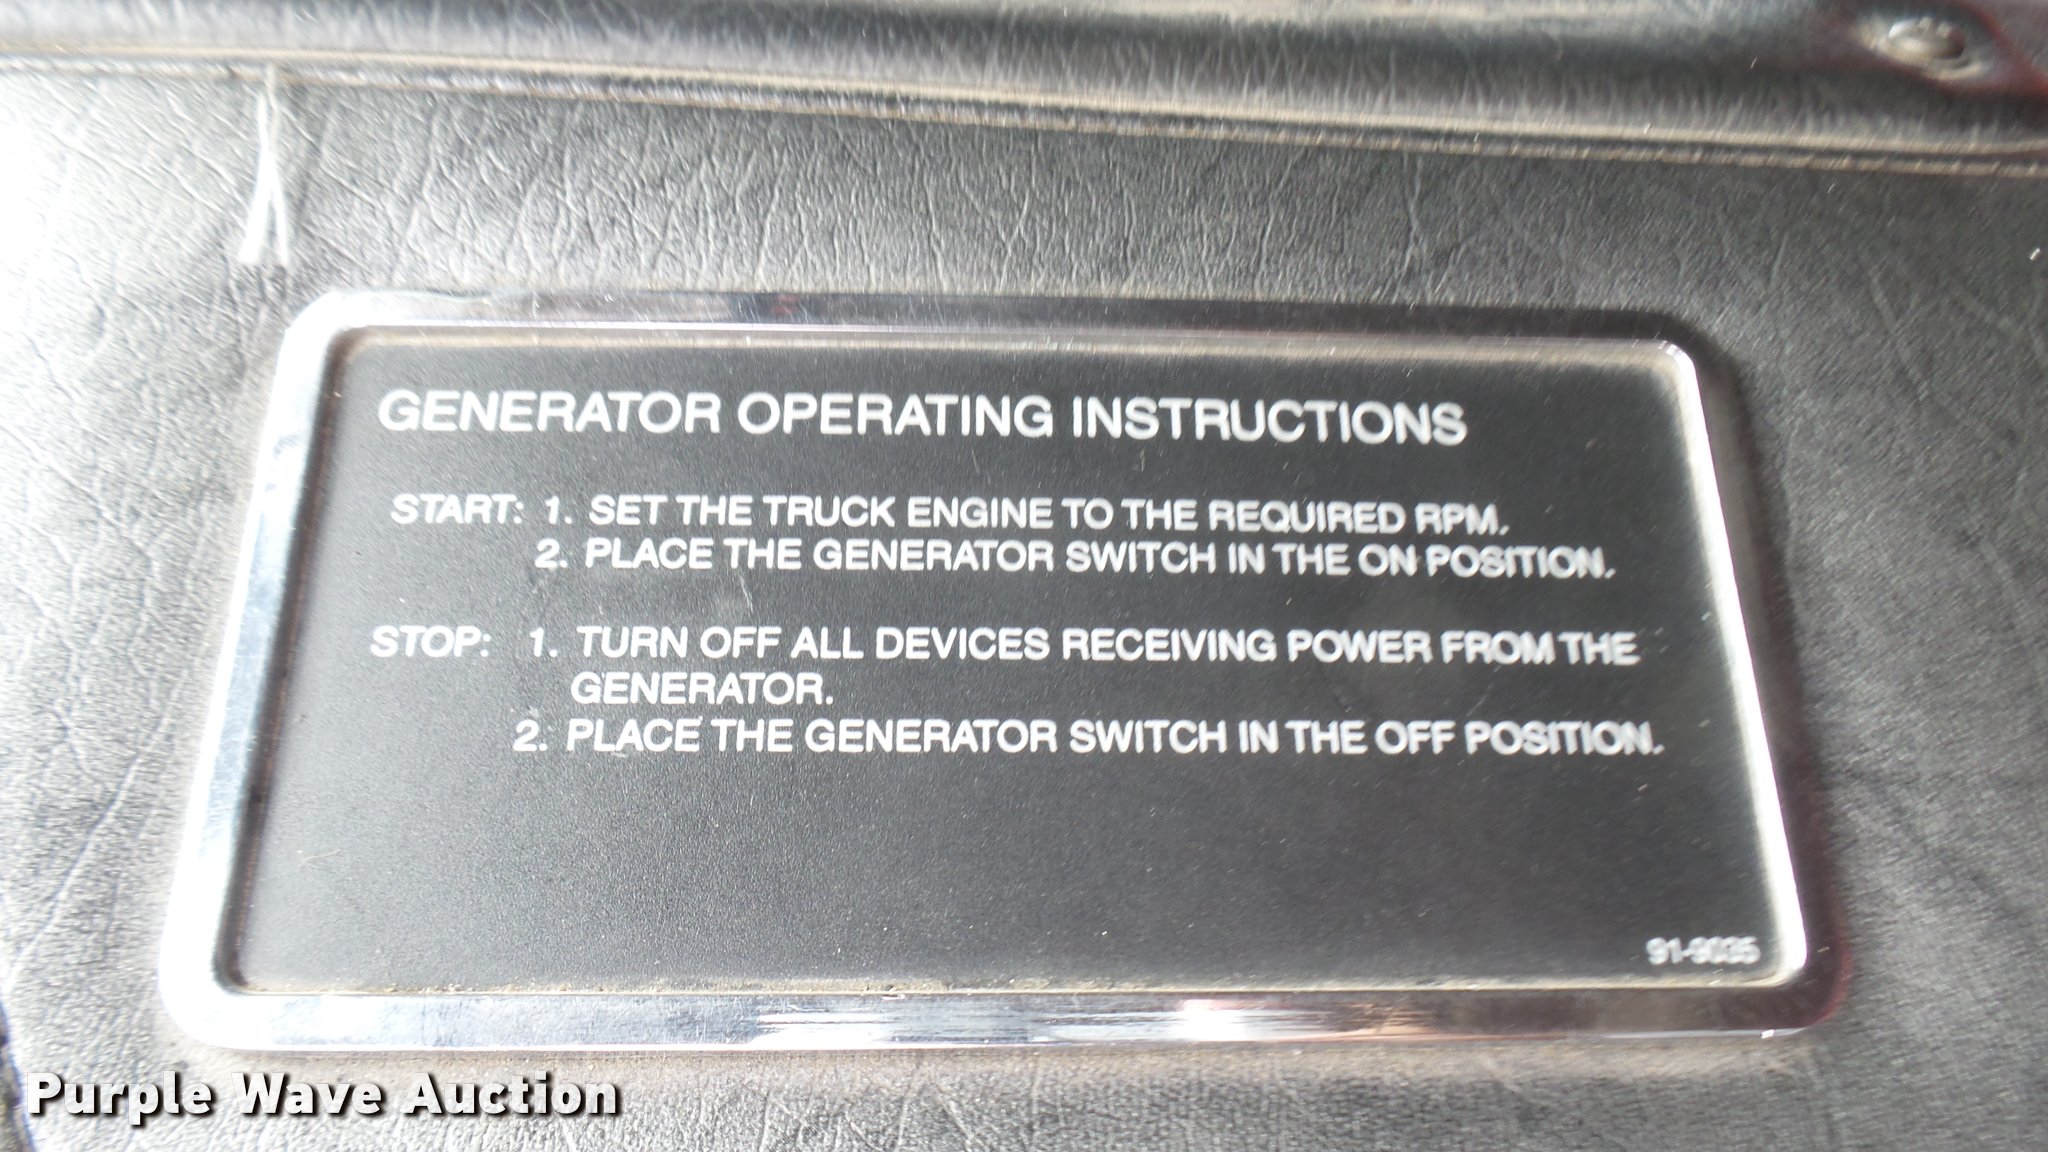 GENERATOR OPERATING INSTRUCTIONS
START: 1. SET THE TRUCK ENGINE TO THE REQUIRED RPM.
2. PLACE THE GENERATOR SWITCH IN THE ON POSITION.
STOP: 1. TURN OFF ALL DEVICES RECEIVING POWER FROM THE
GENERATOR.
2. PLACE THE GENERATOR SWITCH IN THE OFF POSITION.
91-9035
Purple Wave Auction